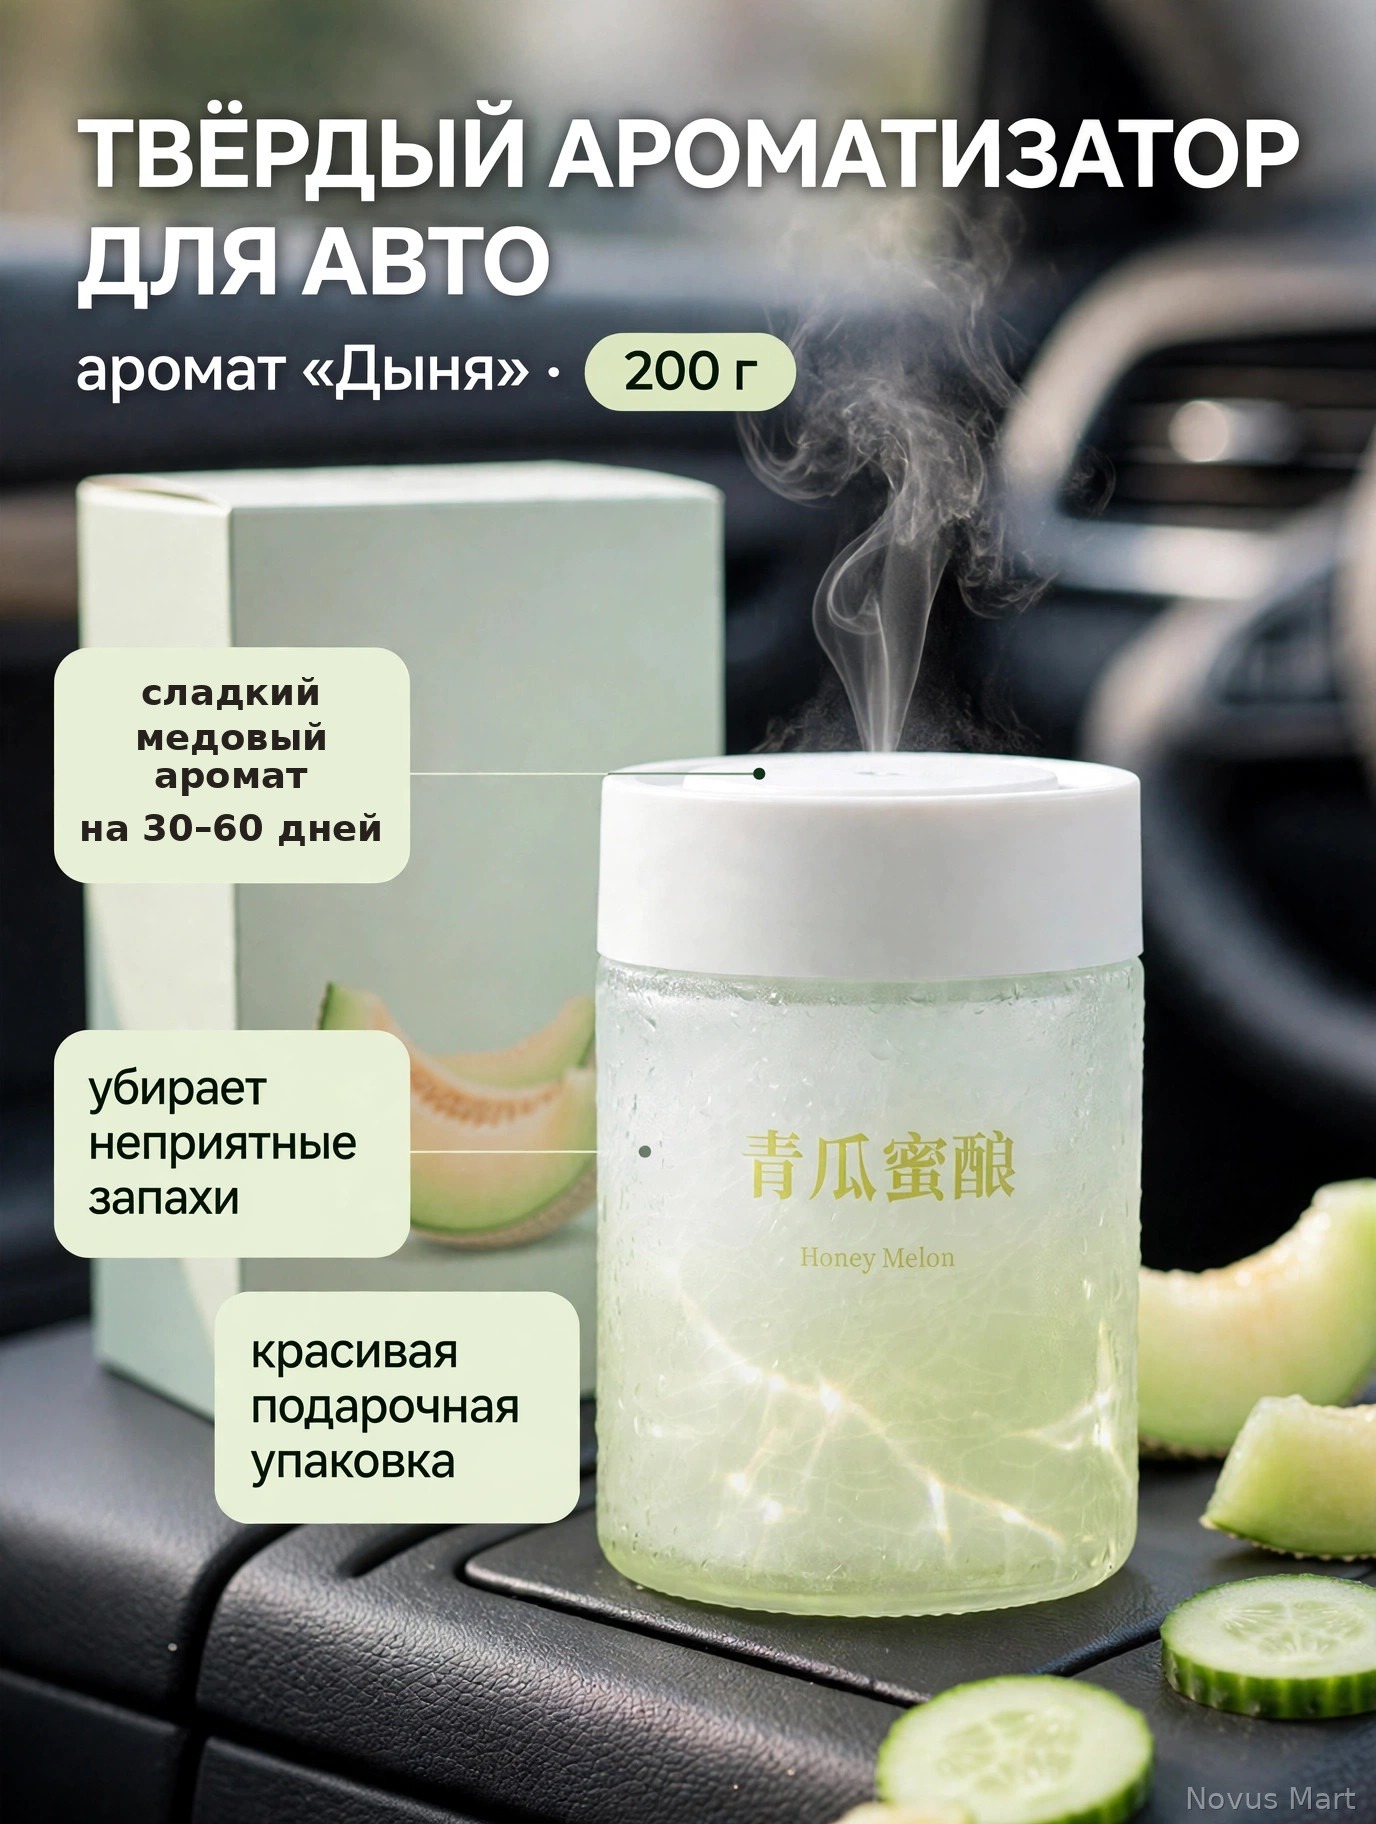 ТВЁРДЫЙ АРОМАТИЗАТОР
ДЛЯ АВТО
аромат «Дыня» · 200 г
сладкий
медовый
аромат
на 30–60 дней
убирает
неприятные
запахи
красивая
подарочная
упаковка
青瓜蜜酿
Honey Melon
Novus Mart